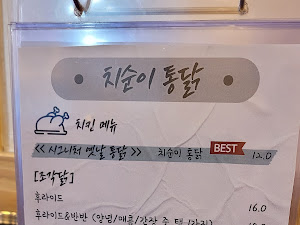 치순이 통닭
치킨 메뉴
<< 시그니처 옛날 통닭 >> 치순이 통닭 BEST 12.0
[조각닭]
후라이드 16.0
후라이드&반반 (양념/매콤/간장 중 택 1가지)